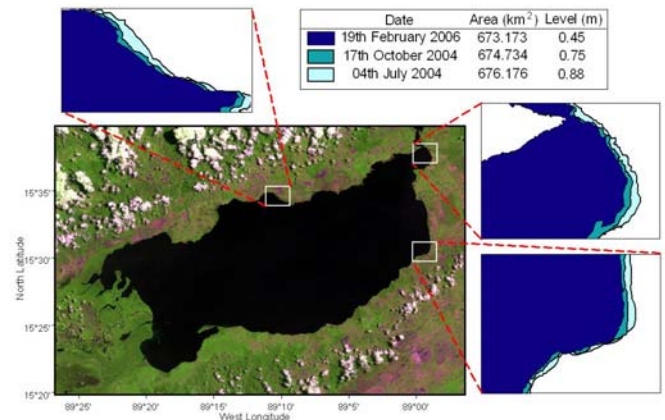 Date Area (km²) Level (m)
19th February 2006 673.173 0.45
17th October 2004 674.734 0.75
04th July 2004 676.176 0.88
North Latitude
15°35'
15°30'
15°25'
15°20'
89°25' 89°20' 89°15' 89°10' 89°5' 89°00'
West Longitude